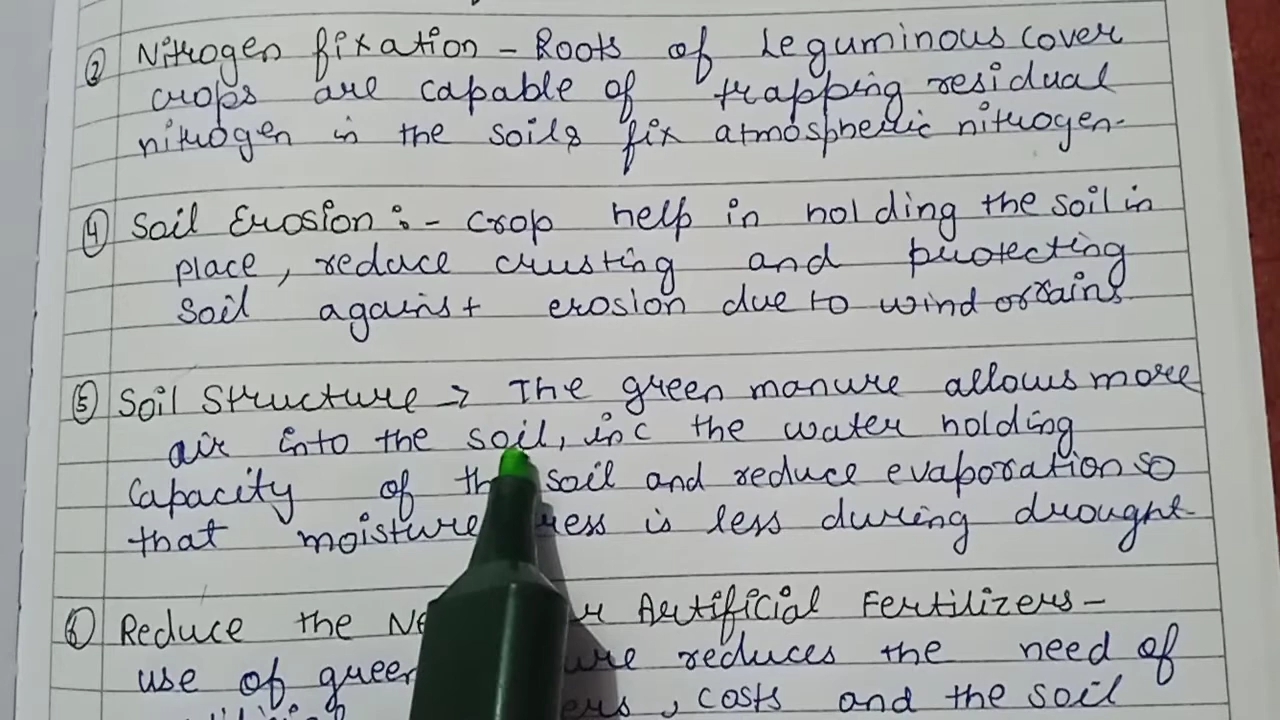 ③ Nitrogen fixation - Roots of Leguminous cover
crops are capable of trapping residual
nitrogen in the soil & fix atmospheric nitrogen.
④ Soil Erosion :- crop help in holding the soil in
place, reduce crusting and protecting
soil against erosion due to wind or rains
⑤ Soil Structure → The green manure allows more
air into the soil, inc the water holding
capacity of the soil and reduce evaporation so
that moisture is less during drought
⑥ Reduce the Artificial Fertilizers -
use of green reduces the need of
, costs and the soil